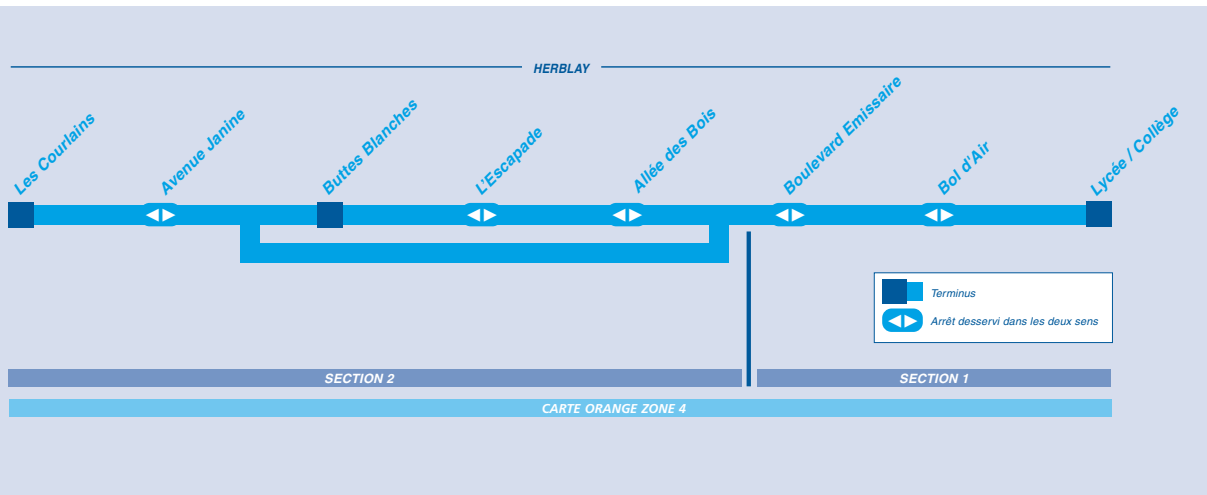 HERBLAY
Les Courlains
Avenue Janine
Buttes Blanches
L'Escapade
Allée des Bois
Boulevard Emissaire
Bol d'Air
Lycée / Collège
Terminus
Arrêt desservi dans les deux sens
SECTION 2
SECTION 1
CARTE ORANGE ZONE 4